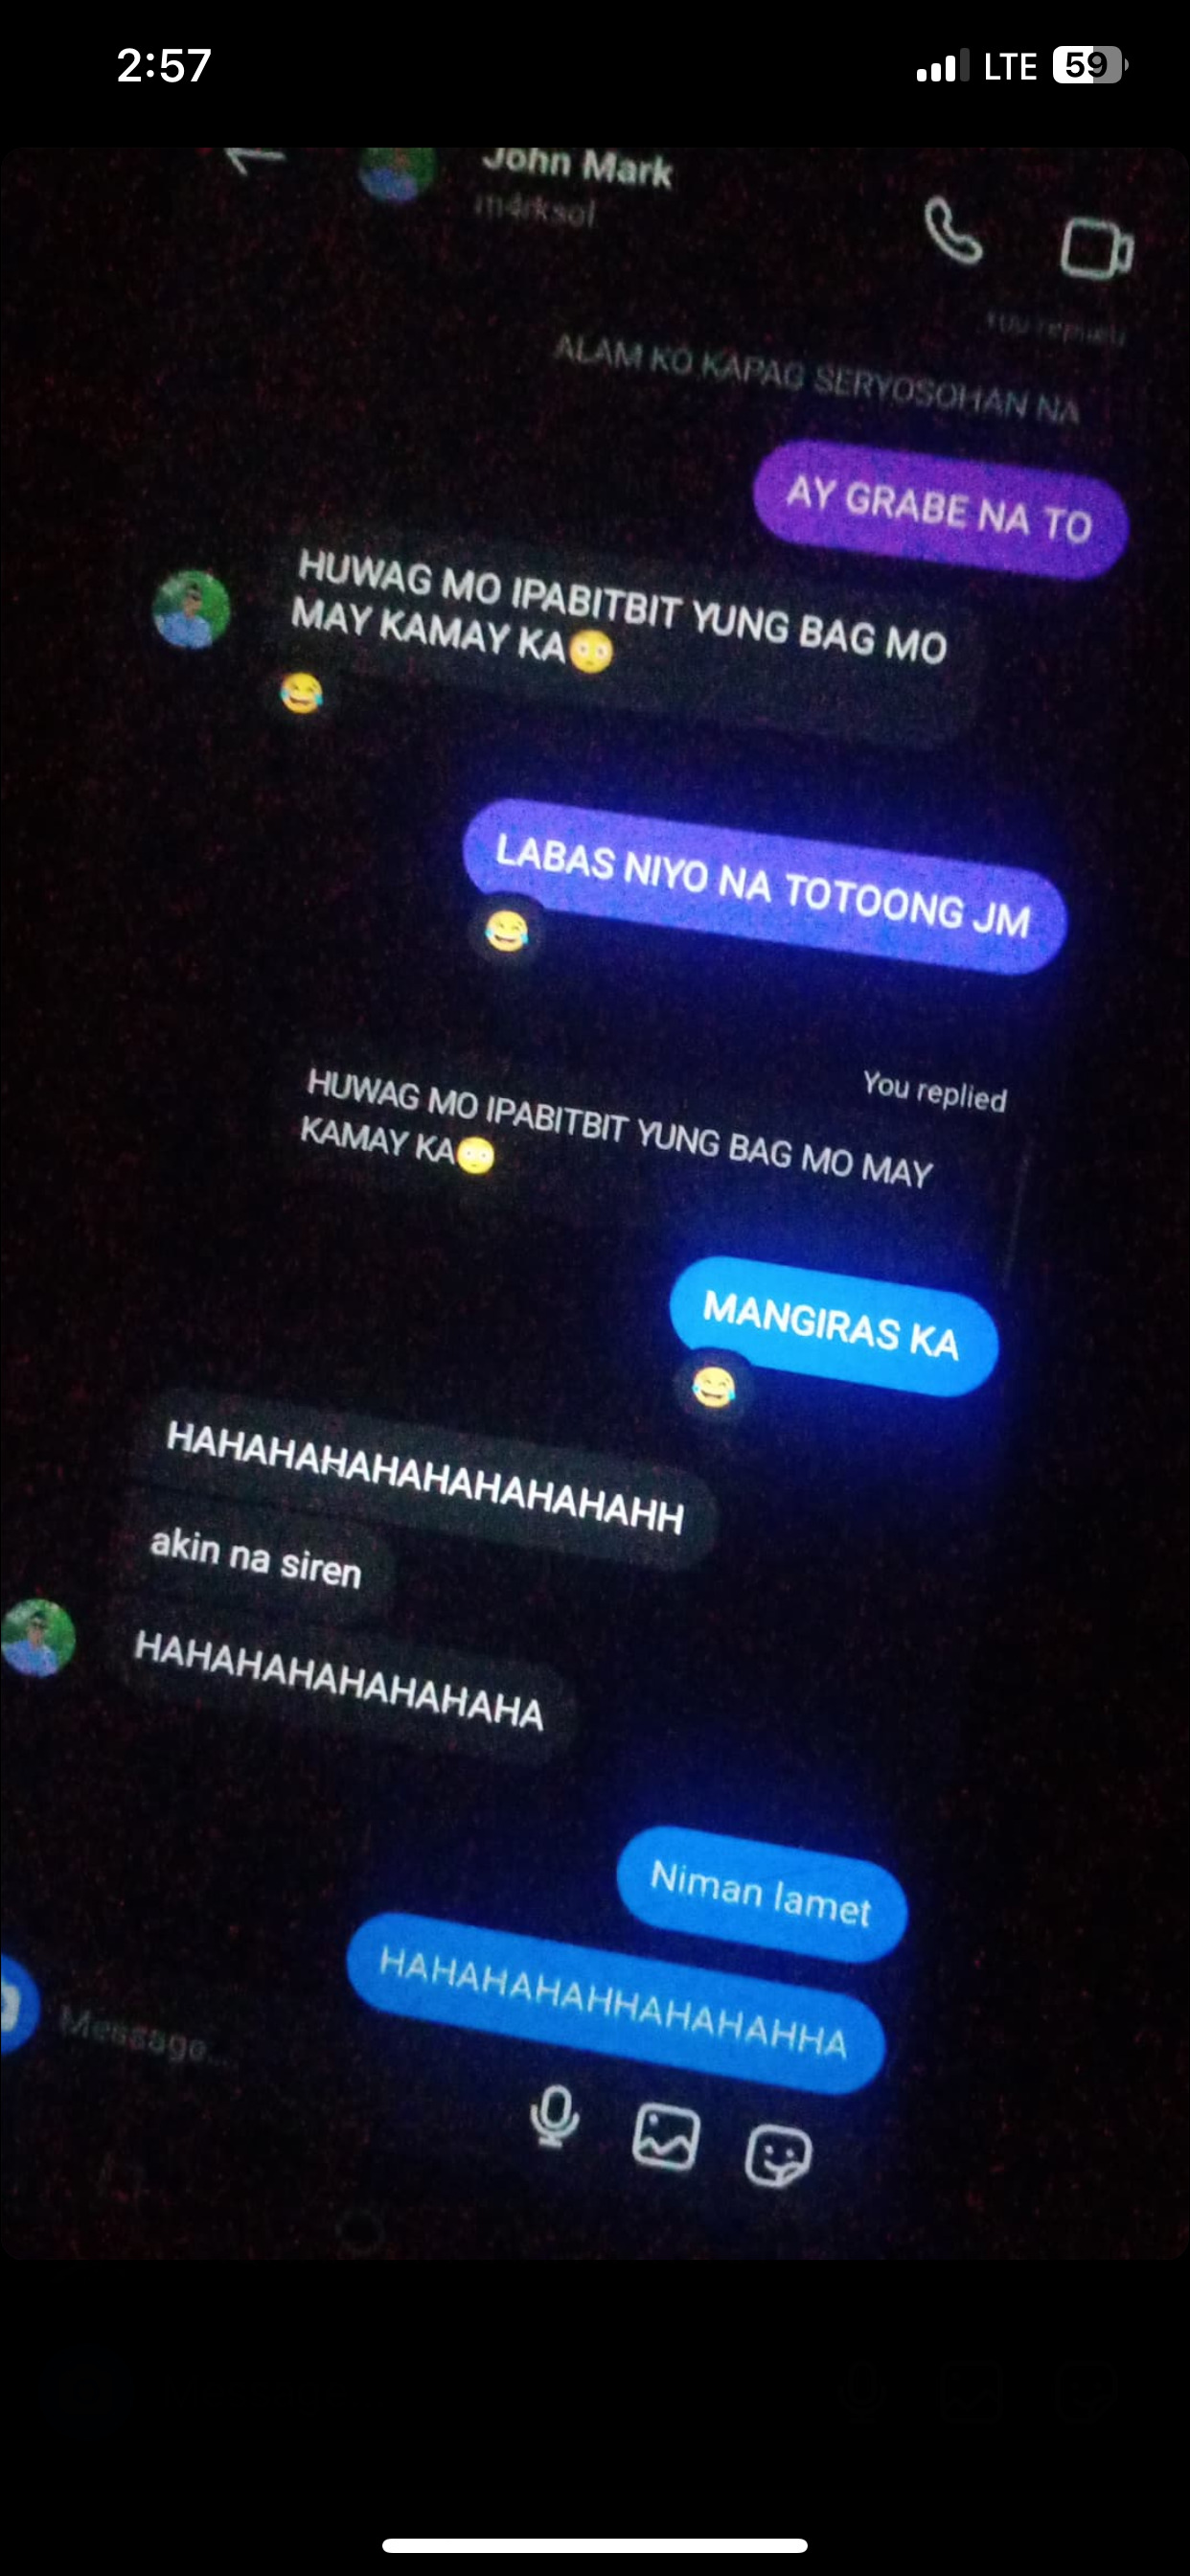 2:57
LTE 59
John Mark
m4rksol
You replied
ALAM KO KAPAG SERYOSOHAN NA
AY GRABE NA TO
HUWAG MO IPABITBIT YUNG BAG MO
MAY KAMAY KA😳
😂
LABAS NIYO NA TOTOONG JM
😂
You replied
HUWAG MO IPABITBIT YUNG BAG MO MAY
KAMAY KA😳
MANGIRAS KA
😂
HAHAHAHAHAHAHAHAHAHH
akin na siren
HAHAHAHAHAHAHAHA
Niman lamet
HAHAHAHAHHAHAHAHHA
Message...